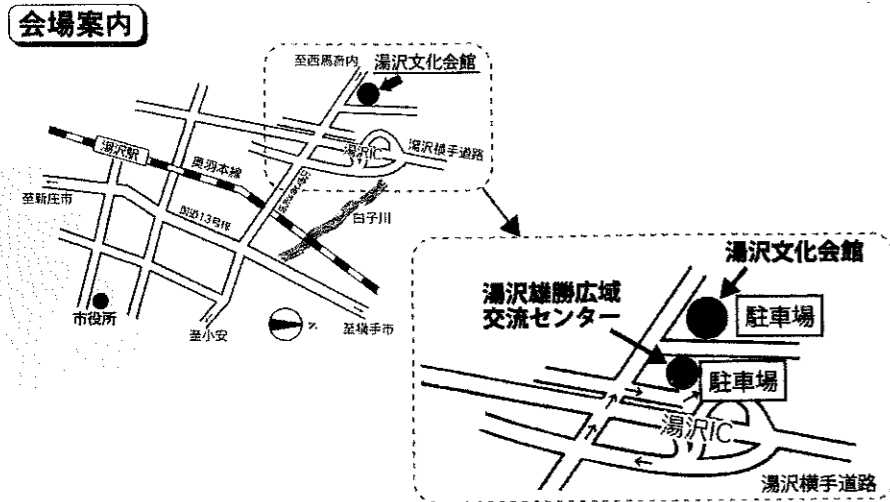 会場案内
至西馬音内
湯沢文化会館
湯沢IC
湯沢横手道路
湯沢駅
奥羽本線
至新庄市
国道13号線
白子川
市役所
至小安
至横手市
湯沢文化会館
湯沢雄勝広域
交流センター
駐車場
駐車場
湯沢IC
湯沢横手道路